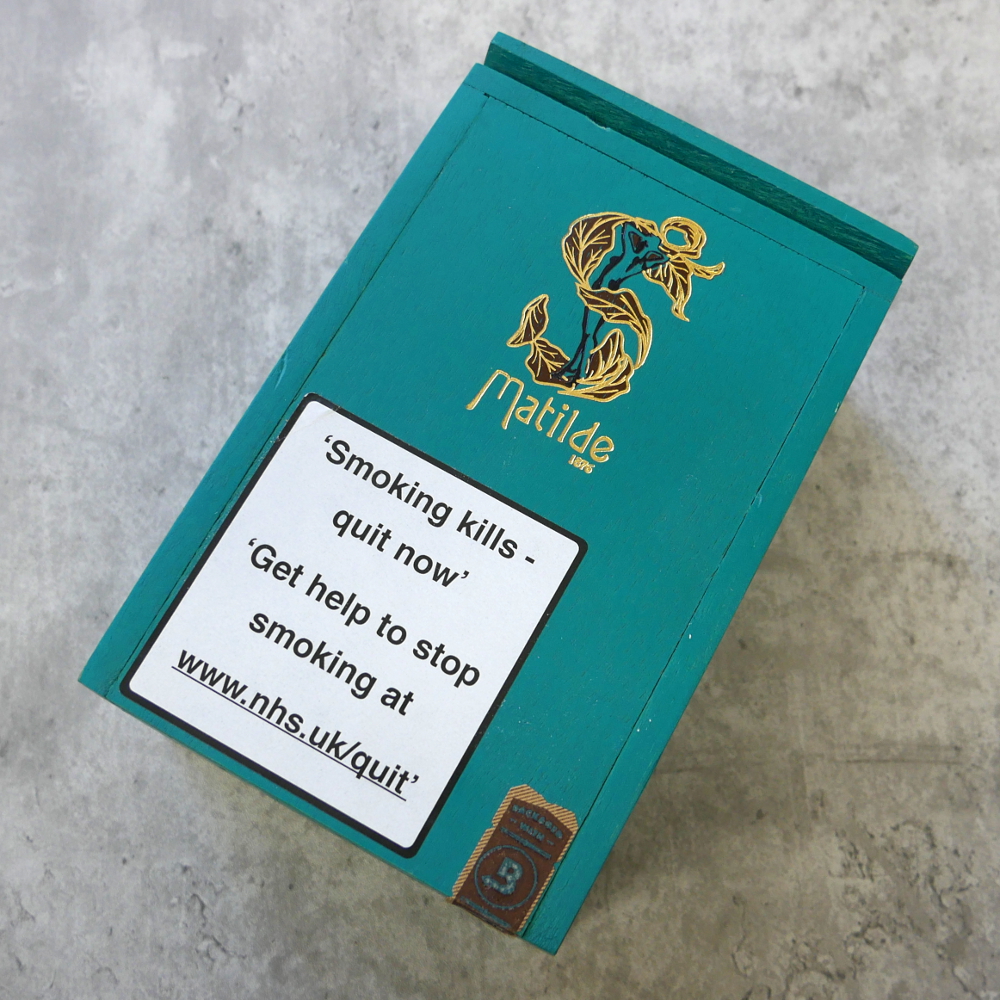 Matilde
1876
‘Smoking kills -
quit now’
‘Get help to stop
smoking at
www.nhs.uk/quit’